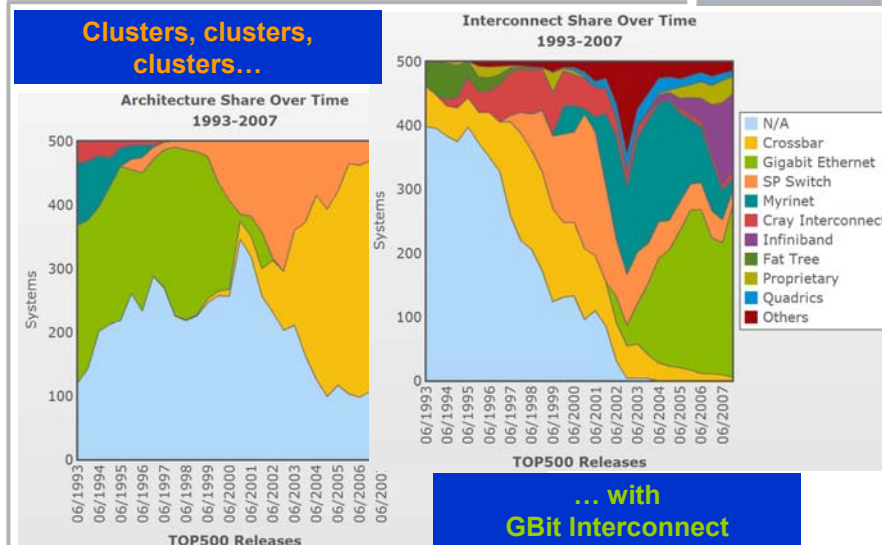 Clusters, clusters,
clusters…
Architecture Share Over Time
1993-2007
500
400
300
200
100
0
Systems
06/1993
06/1994
06/1995
06/1996
06/1997
06/1998
06/1999
06/2000
06/2001
06/2002
06/2003
06/2004
06/2005
06/2006
06/200
TOP500 Releases
Interconnect Share Over Time
1993-2007
500
400
300
200
100
0
Systems
06/1993
06/1994
06/1995
06/1996
06/1997
06/1998
06/1999
06/2000
06/2001
06/2002
06/2003
06/2004
06/2005
06/2006
06/2007
TOP500 Releases
N/A
Crossbar
Gigabit Ethernet
SP Switch
Myrinet
Cray Interconnect
Infiniband
Fat Tree
Proprietary
Quadrics
Others
… with
GBit Interconnect